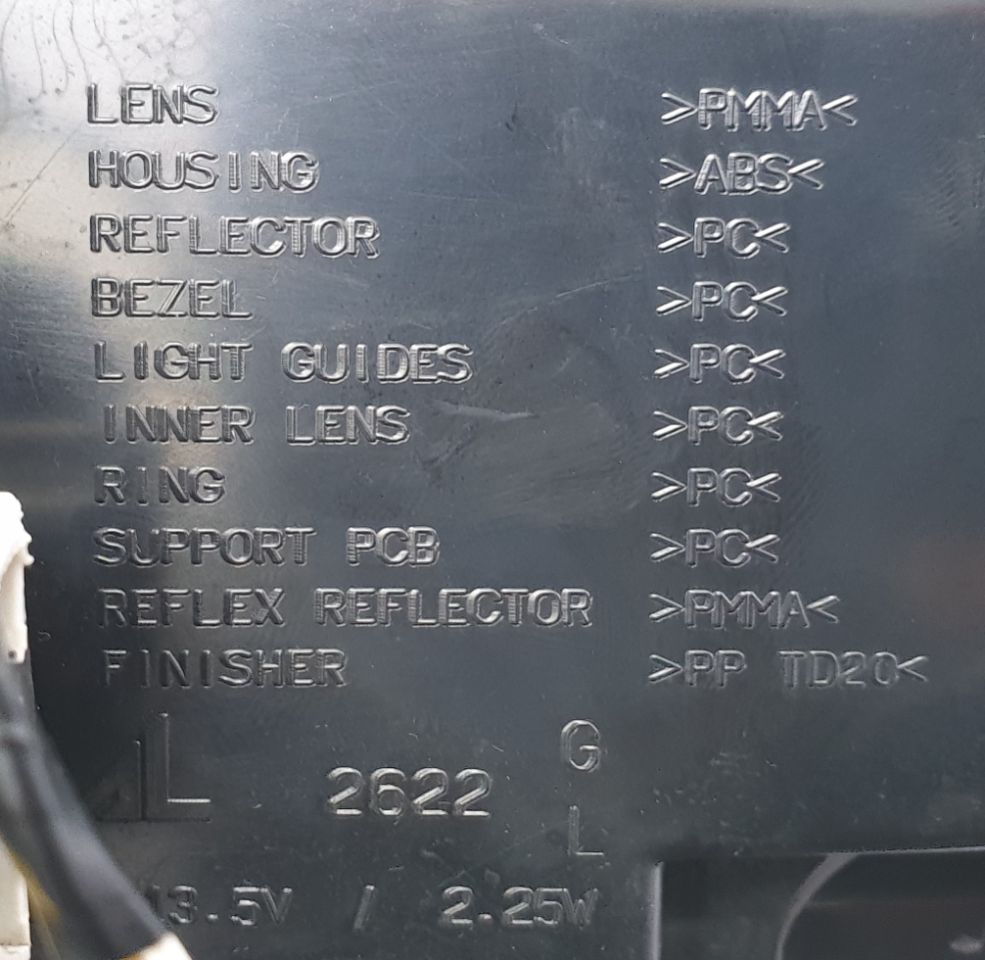 LENS >PMMA<
HOUSING >ABS<
REFLECTOR >PC<
BEZEL >PC<
LIGHT GUIDES >PC<
INNER LENS >PC<
RING >PC<
SUPPORT PCB >PC<
REFLEX REFLECTOR >PMMA<
FINISHER >PP TD20<
G
2622
L
13.5V / 2.25W